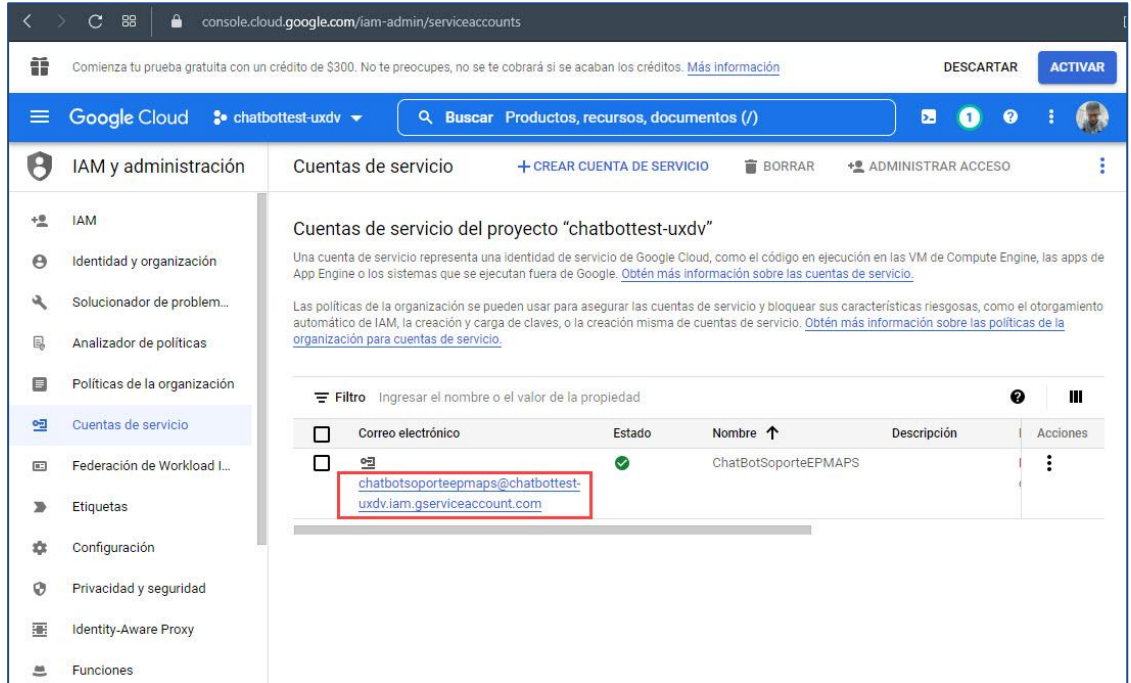 console.cloud.google.com/iam-admin/serviceaccounts
Comienza tu prueba gratuita con un crédito de $300. No te preocupes, no se te cobrará si se acaban los créditos. Más información
DESCARTAR
ACTIVAR
Google Cloud
chatbottest-uxdv
Buscar Productos, recursos, documentos (/)
1
IAM y administración
Cuentas de servicio
+ CREAR CUENTA DE SERVICIO
BORRAR
ADMINISTRAR ACCESO
IAM
Identidad y organización
Solucionador de problem...
Analizador de políticas
Políticas de la organización
Cuentas de servicio
Federación de Workload I...
Etiquetas
Configuración
Privacidad y seguridad
Identity-Aware Proxy
Funciones
Cuentas de servicio del proyecto “chatbottest-uxdv”
Una cuenta de servicio representa una identidad de servicio de Google Cloud, como el código en ejecución en las VM de Compute Engine, las apps de
App Engine o los sistemas que se ejecutan fuera de Google. Obtén más información sobre las cuentas de servicio.
Las políticas de la organización se pueden usar para asegurar las cuentas de servicio y bloquear sus características riesgosas, como el otorgamiento
automático de IAM, la creación y carga de claves, o la creación misma de cuentas de servicio. Obtén más información sobre las políticas de la
organización para cuentas de servicio.
Filtro Ingresar el nombre o el valor de la propiedad
Correo electrónico Estado Nombre Descripción Acciones
chatbotsoporteepmaps@chatbottest-
uxdv.iam.gserviceaccount.com
ChatBotSoporteEPMAPS